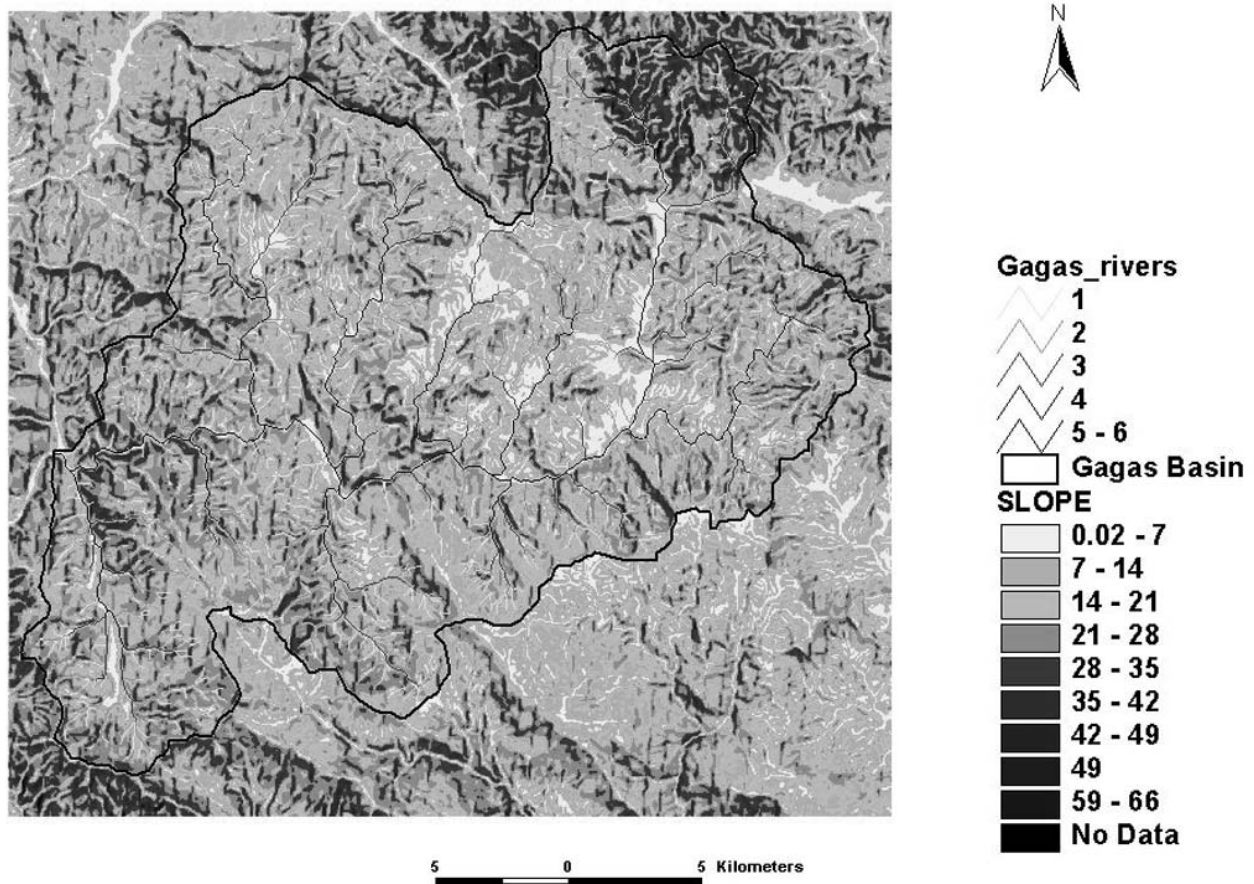 N
Gagas_rivers
1
2
3
4
5 - 6
Gagas Basin
SLOPE
0.02 - 7
7 - 14
14 - 21
21 - 28
28 - 35
35 - 42
42 - 49
49
59 - 66
No Data
5 0 5 Kilometers